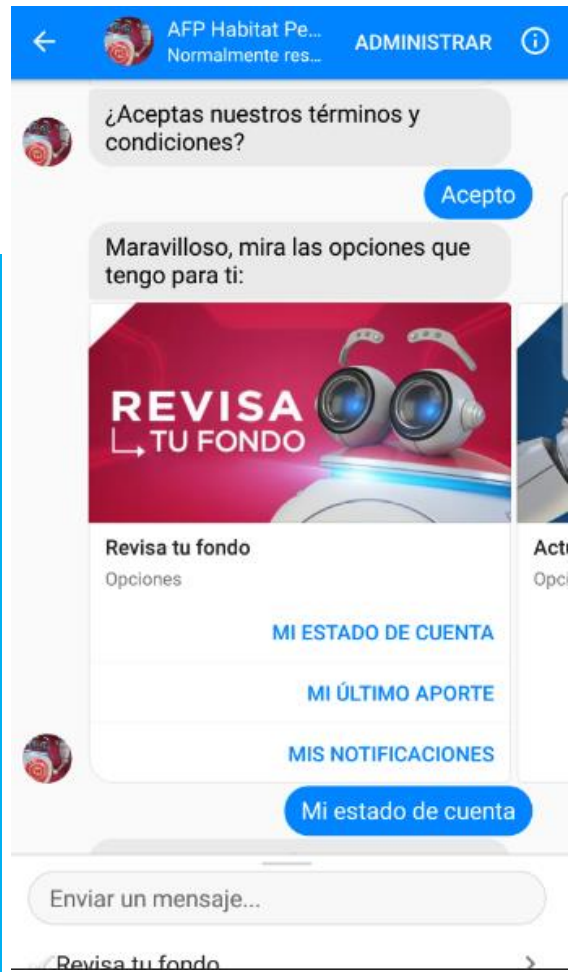 AFP Habitat Pe...
Normalmente res...
ADMINISTRAR
¿Aceptas nuestros términos y
condiciones?
Acepto
Maravilloso, mira las opciones que
tengo para ti:
REVISA
TU FONDO
Revisa tu fondo
Opciones
Actu
Opci
MI ESTADO DE CUENTA
MI ÚLTIMO APORTE
MIS NOTIFICACIONES
Mi estado de cuenta
Enviar un mensaje...
Revisa tu fondo